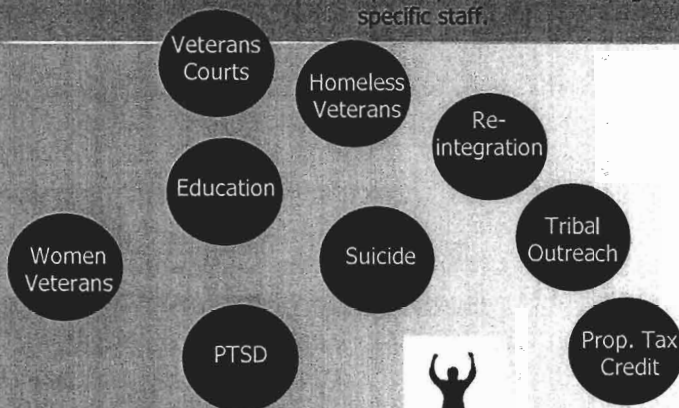 specific staff.
Veterans
Courts
Homeless
Veterans
Re-
integration
Education
Tribal
Outreach
Women
Veterans
Suicide
PTSD
Prop. Tax
Credit